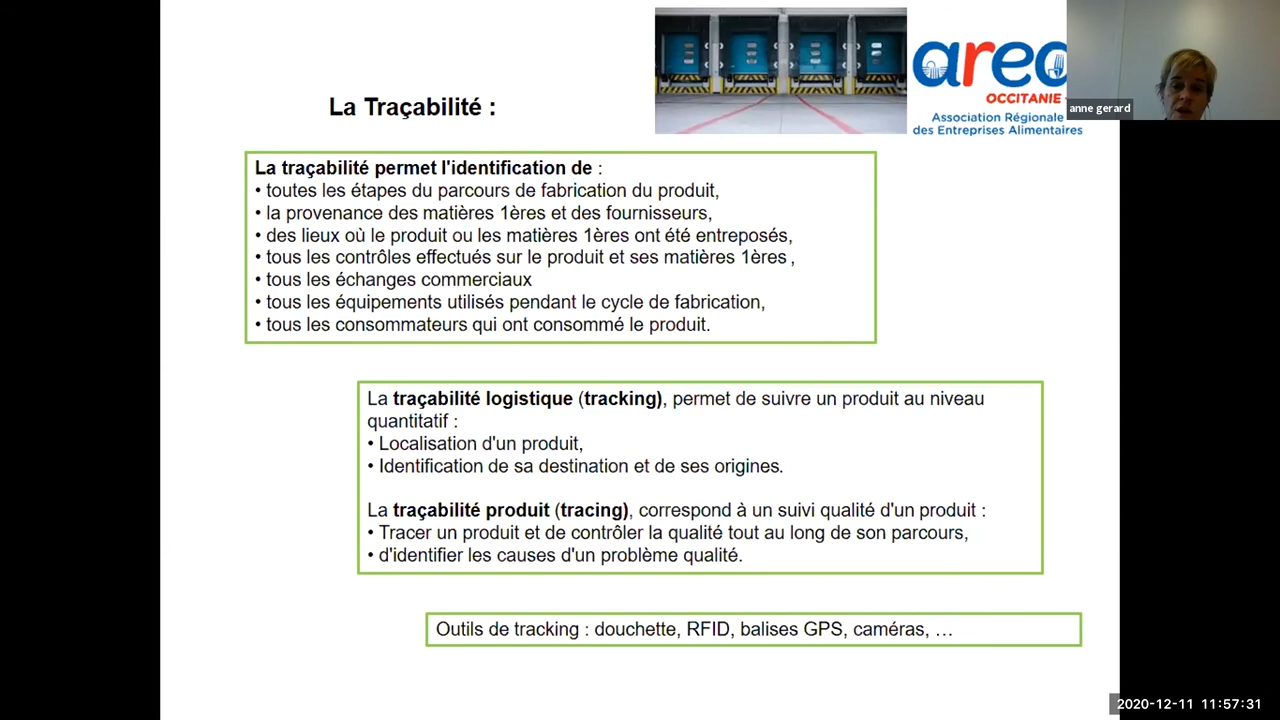 La Traçabilité :
OCCITANIE
Association Régionale
des Entreprises Alimentaires
anne gerard
La traçabilité permet l'identification de :
• toutes les étapes du parcours de fabrication du produit,
• la provenance des matières 1ères et des fournisseurs,
• des lieux où le produit ou les matières 1ères ont été entreposés,
• tous les contrôles effectués sur le produit et ses matières 1ères ,
• tous les échanges commerciaux
• tous les équipements utilisés pendant le cycle de fabrication,
• tous les consommateurs qui ont consommé le produit.
La traçabilité logistique (tracking), permet de suivre un produit au niveau
quantitatif :
• Localisation d'un produit,
• Identification de sa destination et de ses origines.
La traçabilité produit (tracing), correspond à un suivi qualité d'un produit :
• Tracer un produit et de contrôler la qualité tout au long de son parcours,
• d'identifier les causes d'un problème qualité.
Outils de tracking : douchette, RFID, balises GPS, caméras, …
2020-12-11 11:57:31